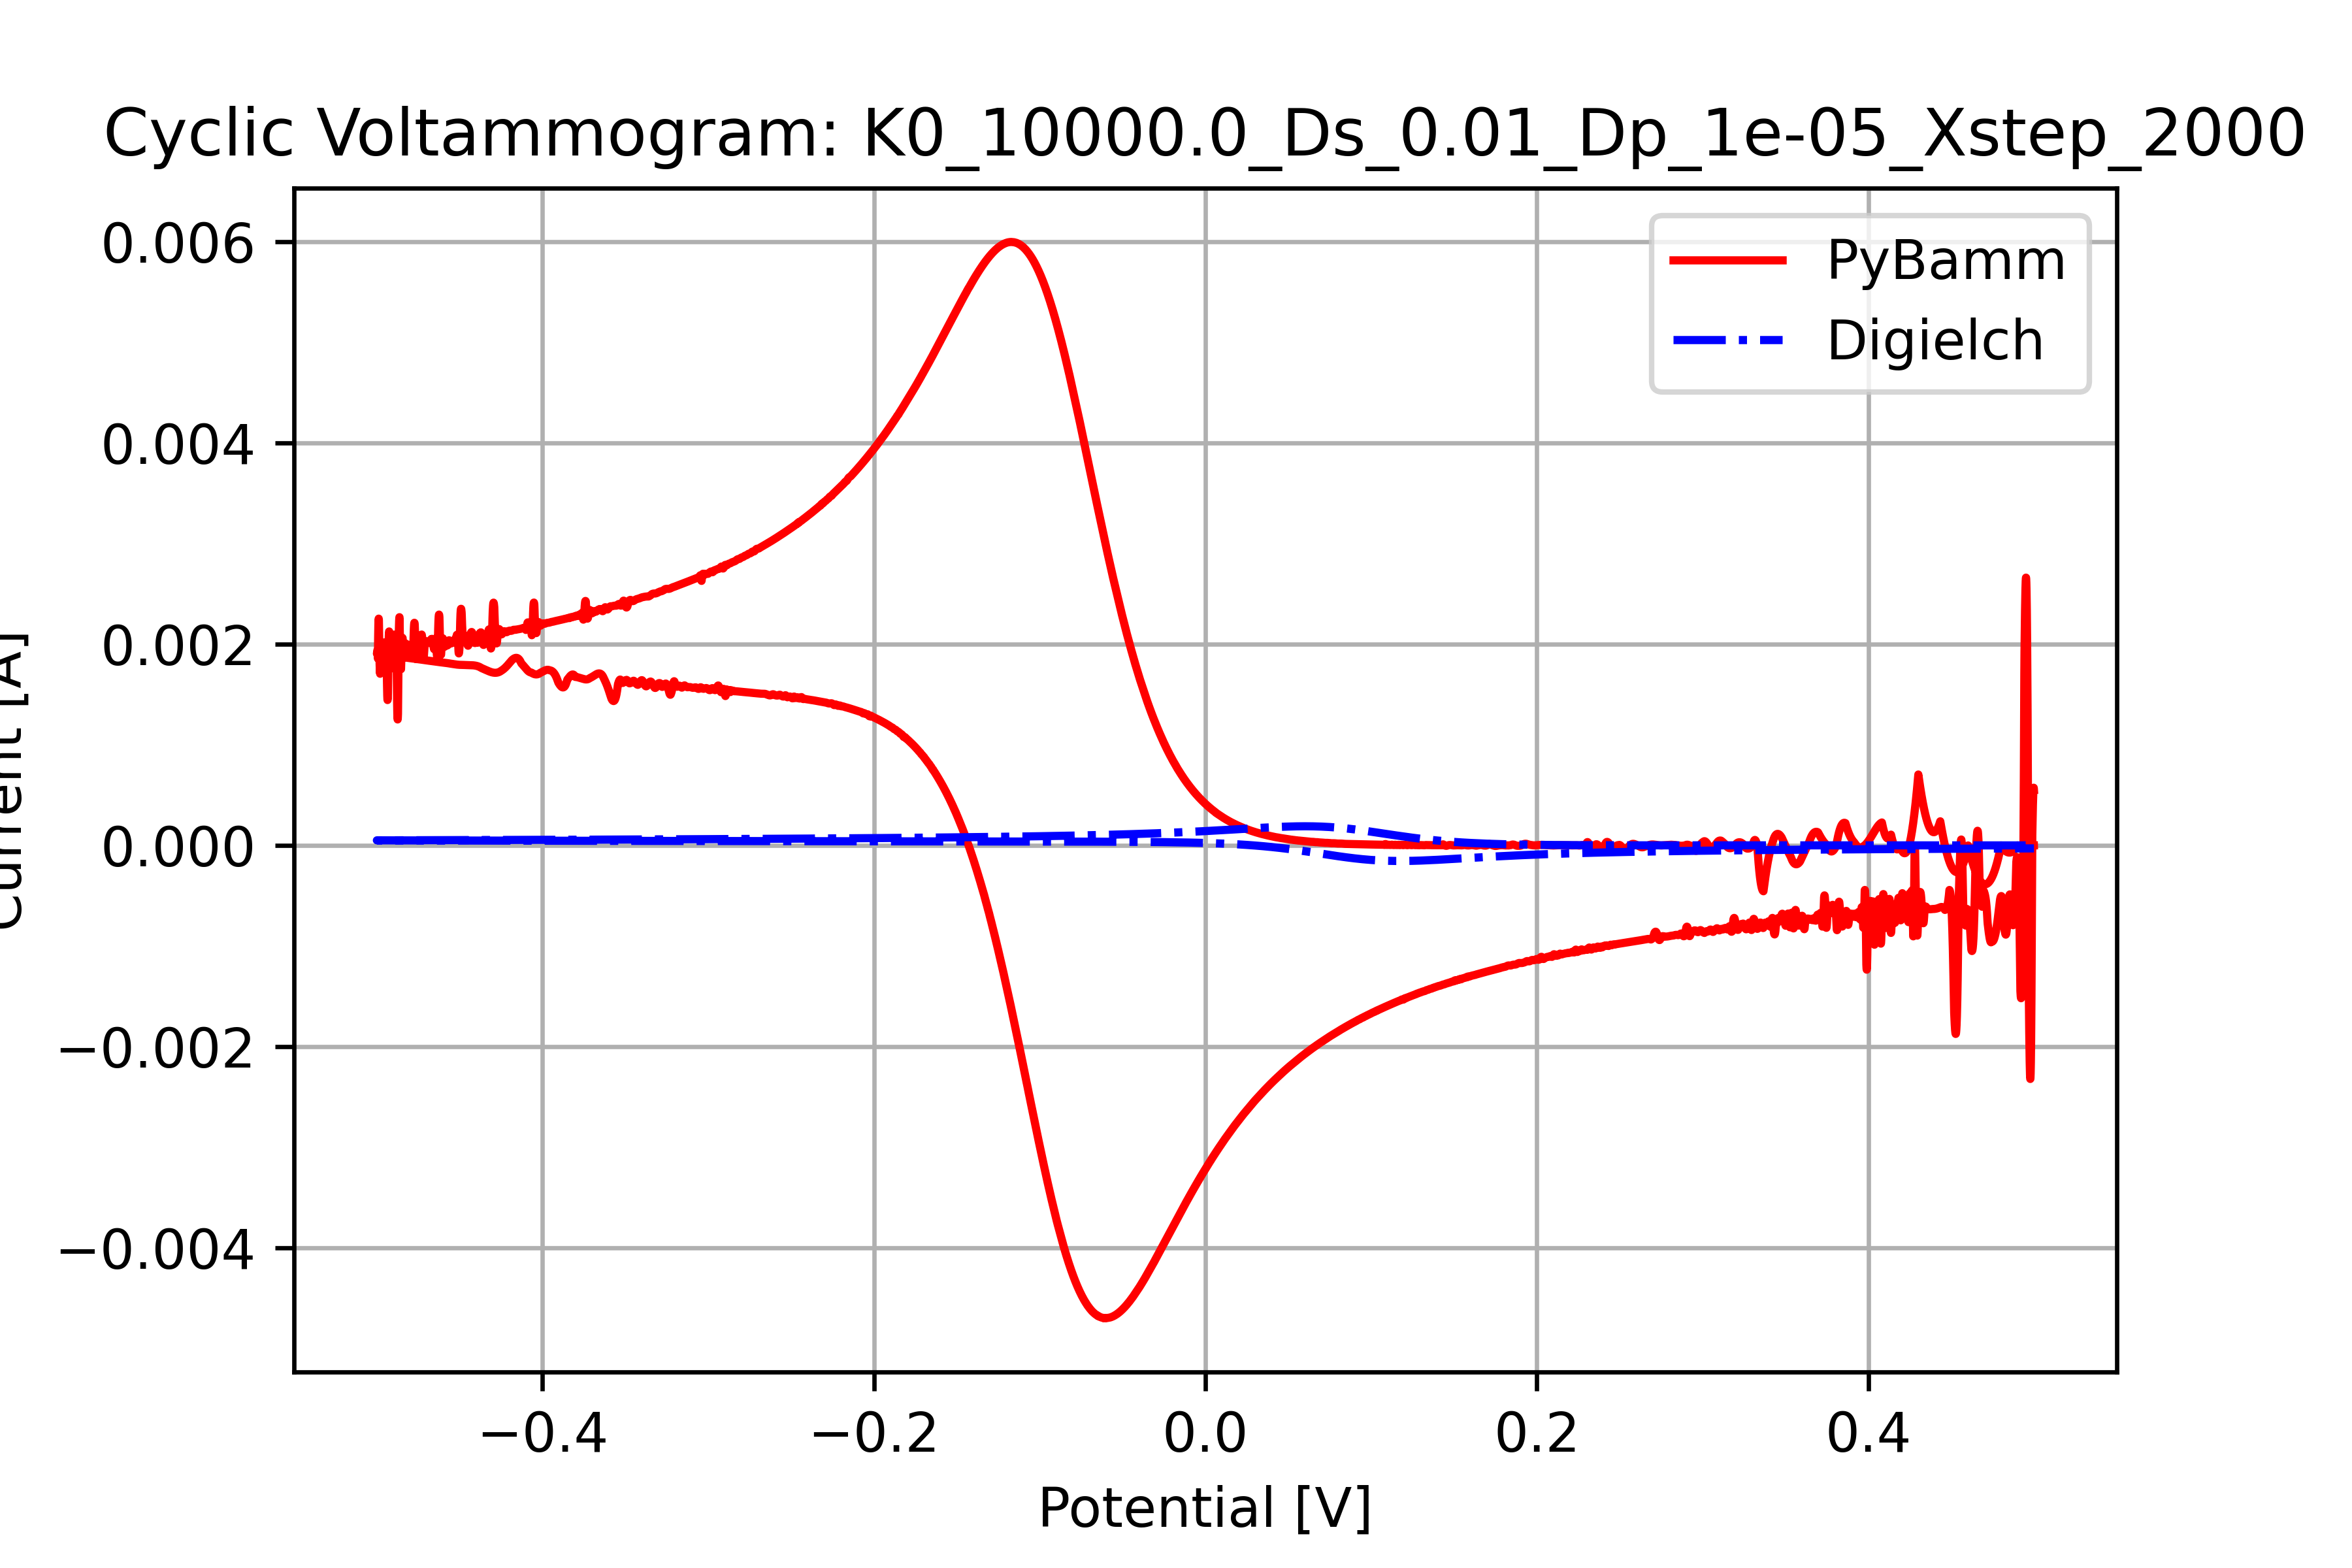 Cyclic Voltammogram: K0_10000.0_Ds_0.01_Dp_1e-05_Xstep_2000
PyBamm
Digielch
0.006
0.004
0.002
0.000
−0.002
−0.004
Current [A]
−0.4
−0.2
0.0
0.2
0.4
Potential [V]